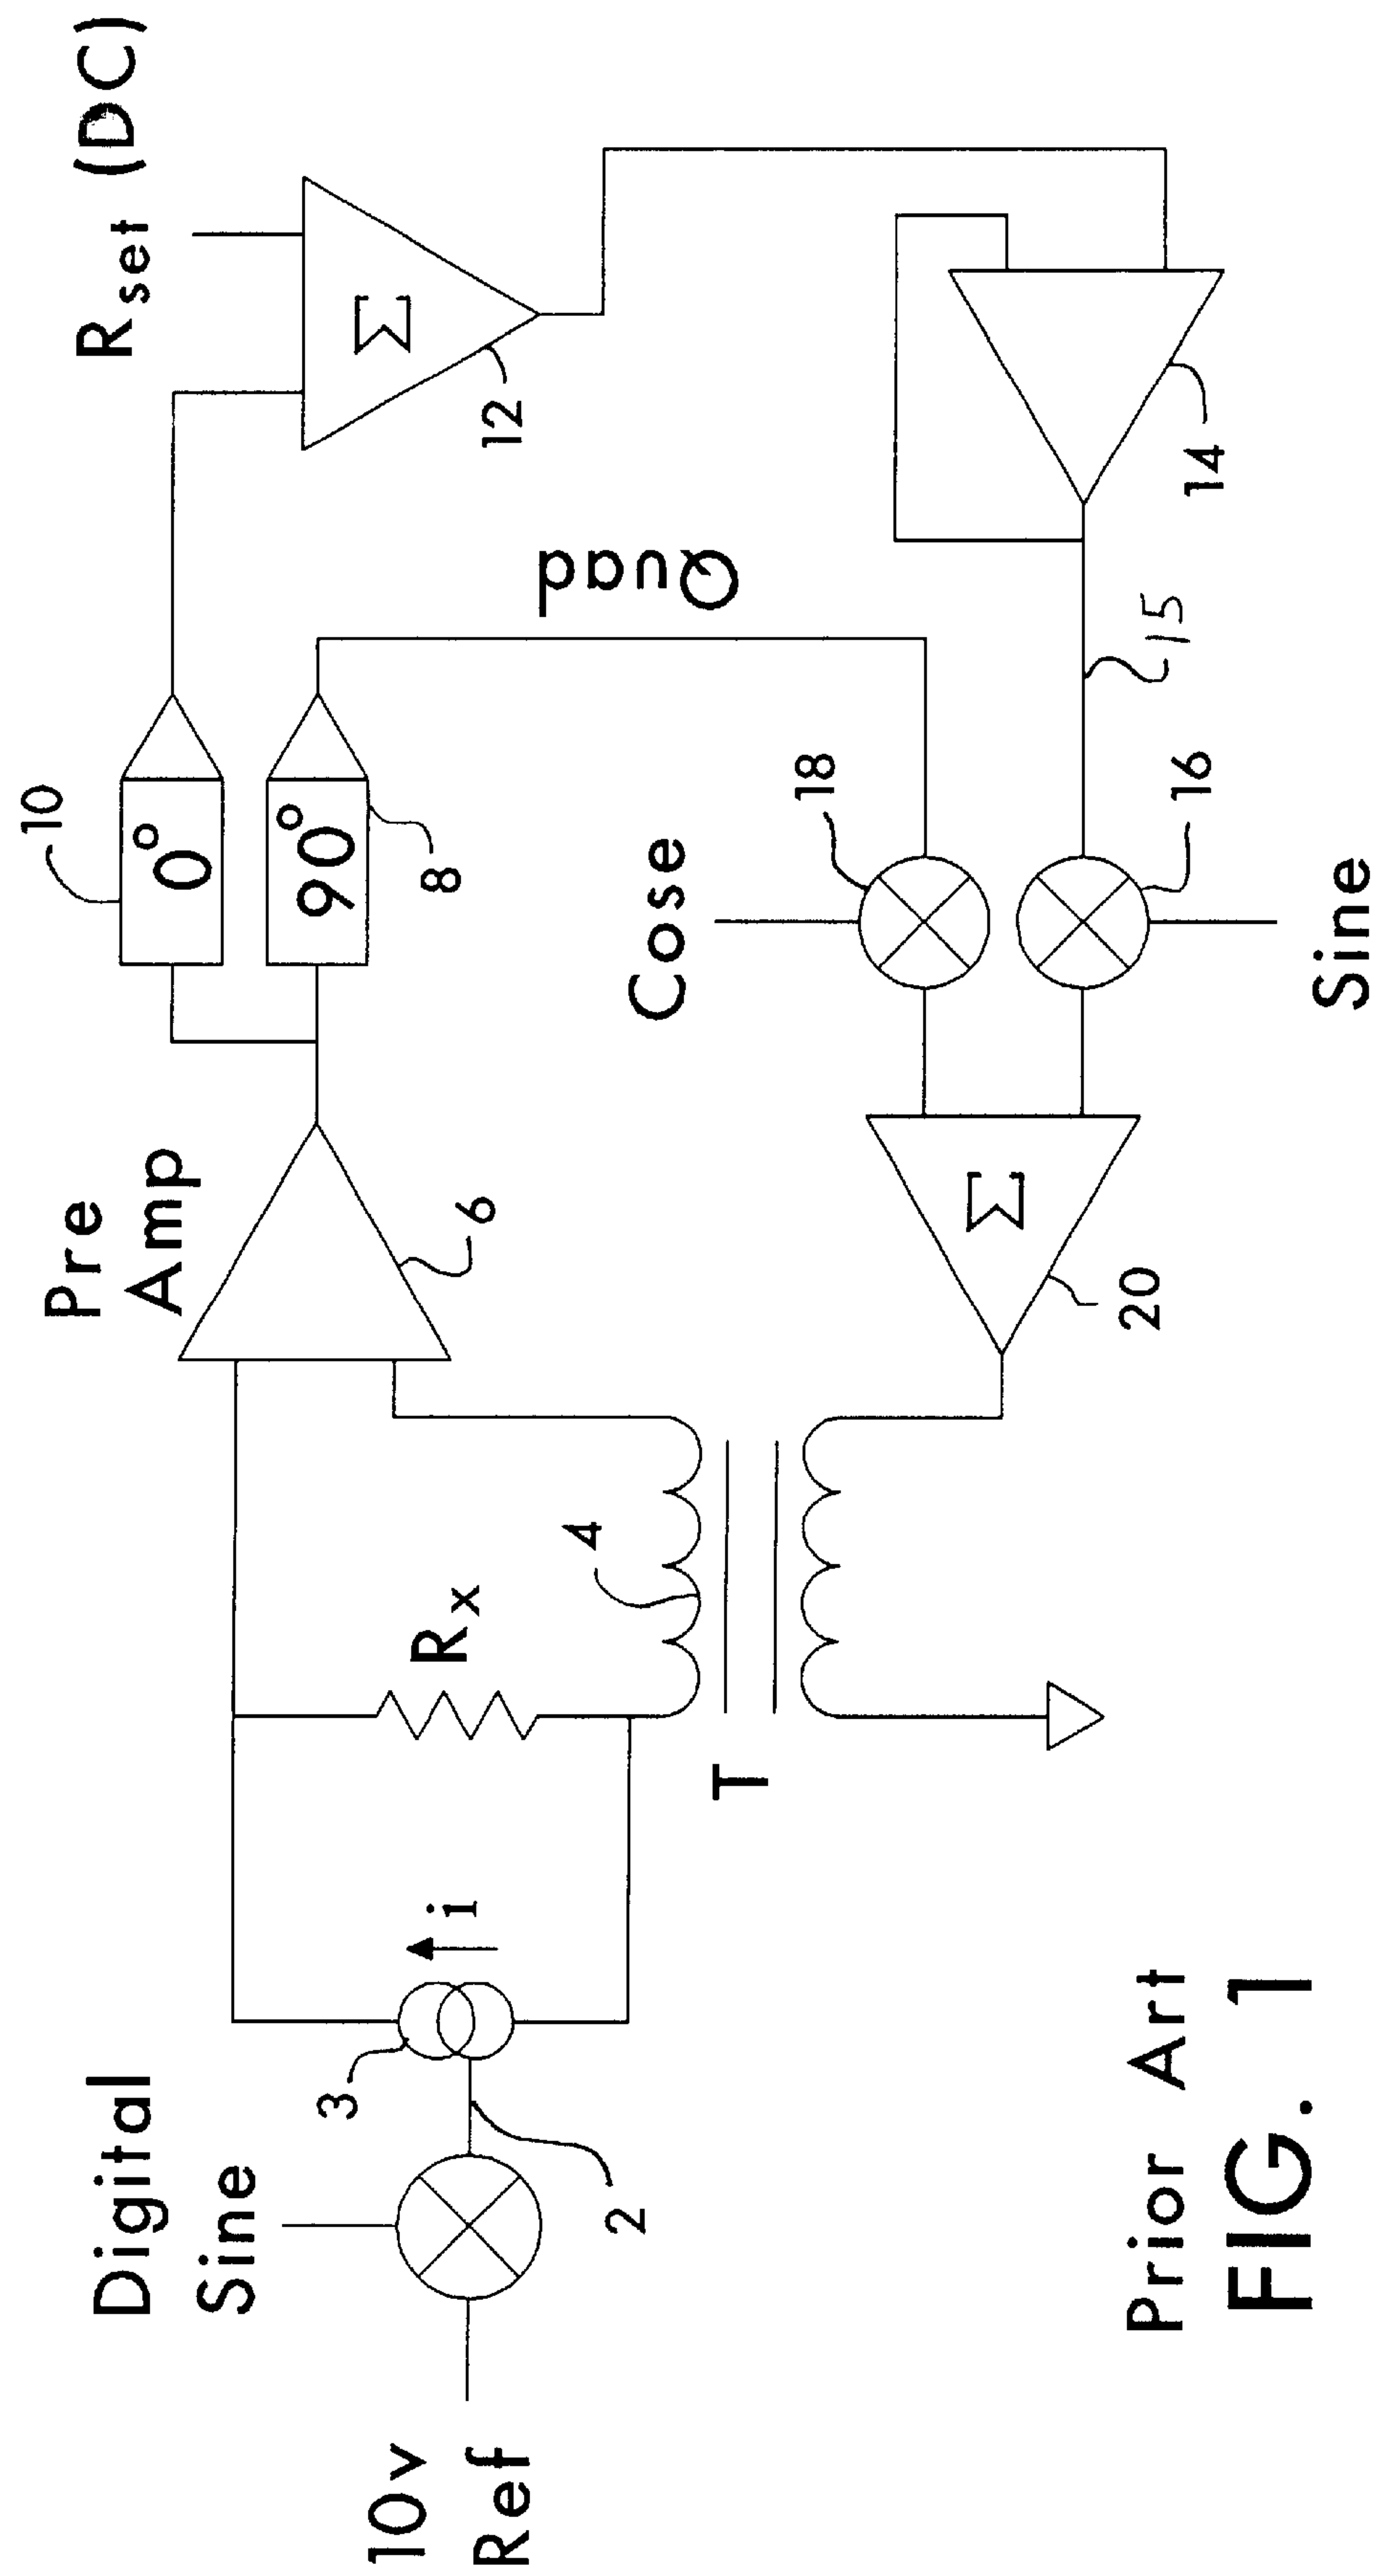 10v
Ref
Digital
Sine
2
3
i
Rx
4
T
Pre
Amp
6
10
0°
90°
8
Rset (DC)
Σ
12
Quad
14
15
Cose
18
16
Sine
Σ
20
Prior Art
FIG. 1